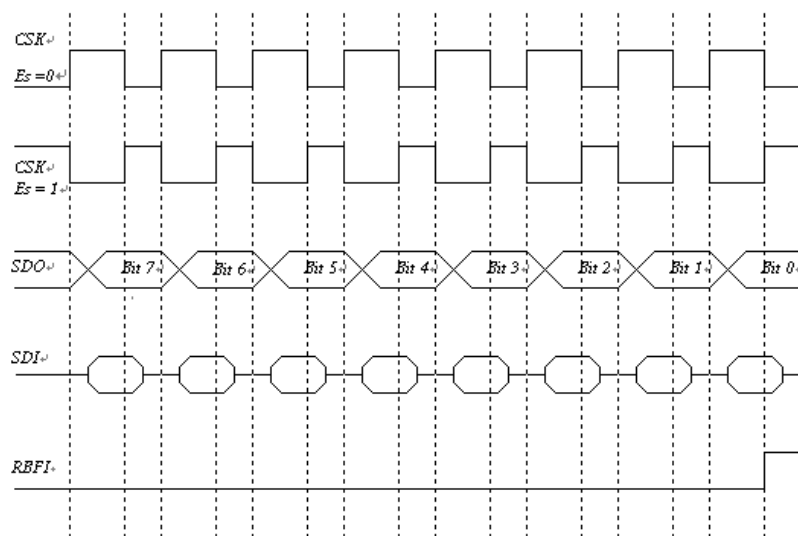 CSK↵
Es =0↵
CSK↵
Es = 1↵
SDO↵ Bit 7↵ Bit 6↵ Bit 5↵ Bit 4↵ Bit 3↵ Bit 2↵ Bit 1↵ Bit 0↵
SDI↵
RBFI↵